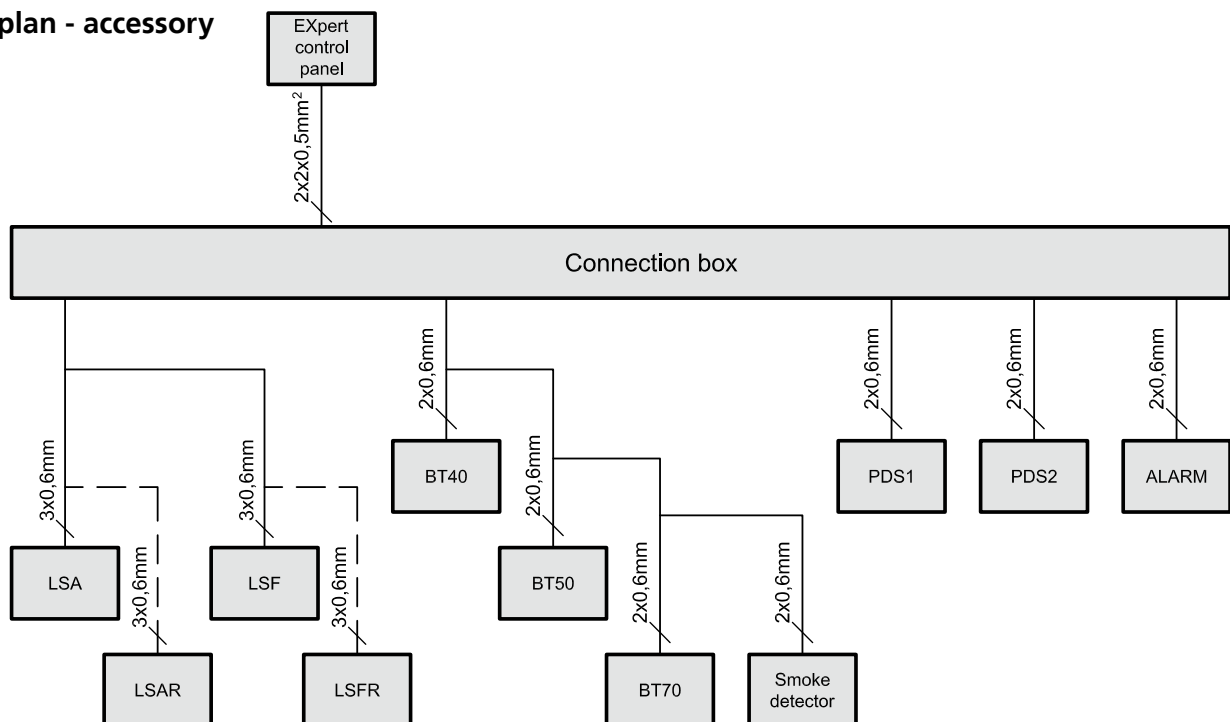 plan - accessory
EXpert
control
panel
2x2x0,5mm²
Connection box
2x0,6mm
2x0,6mm
2x0,6mm
2x0,6mm
BT40
PDS1
PDS2
ALARM
3x0,6mm
3x0,6mm
2x0,6mm
LSA
LSF
BT50
3x0,6mm
3x0,6mm
2x0,6mm
2x0,6mm
LSAR
LSFR
BT70
Smoke
detector